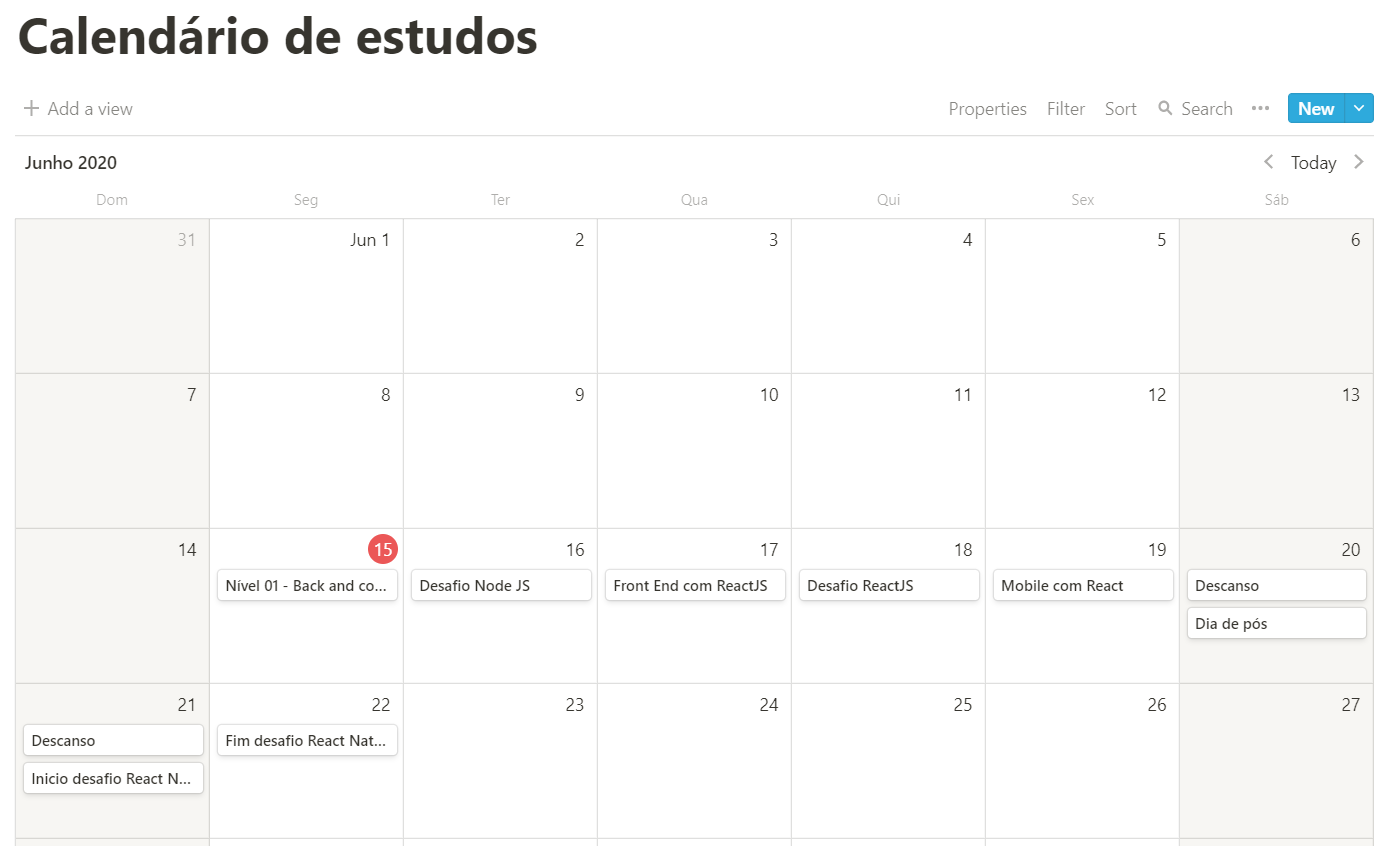 Calendário de estudos
Add a view
Properties Filter Sort Search ••• New
Junho 2020
Today
Dom Seg Ter Qua Qui Sex Sáb
31 Jun 1 2 3 4 5 6
7 8 9 10 11 12 13
14 15 16 17 18 19 20
Nível 01 - Back and co... Desafio Node JS Front End com ReactJS Desafio ReactJS Mobile com React Descanso
Dia de pós
21 22 23 24 25 26 27
Descanso Fim desafio React Nat...
Inicio desafio React N...